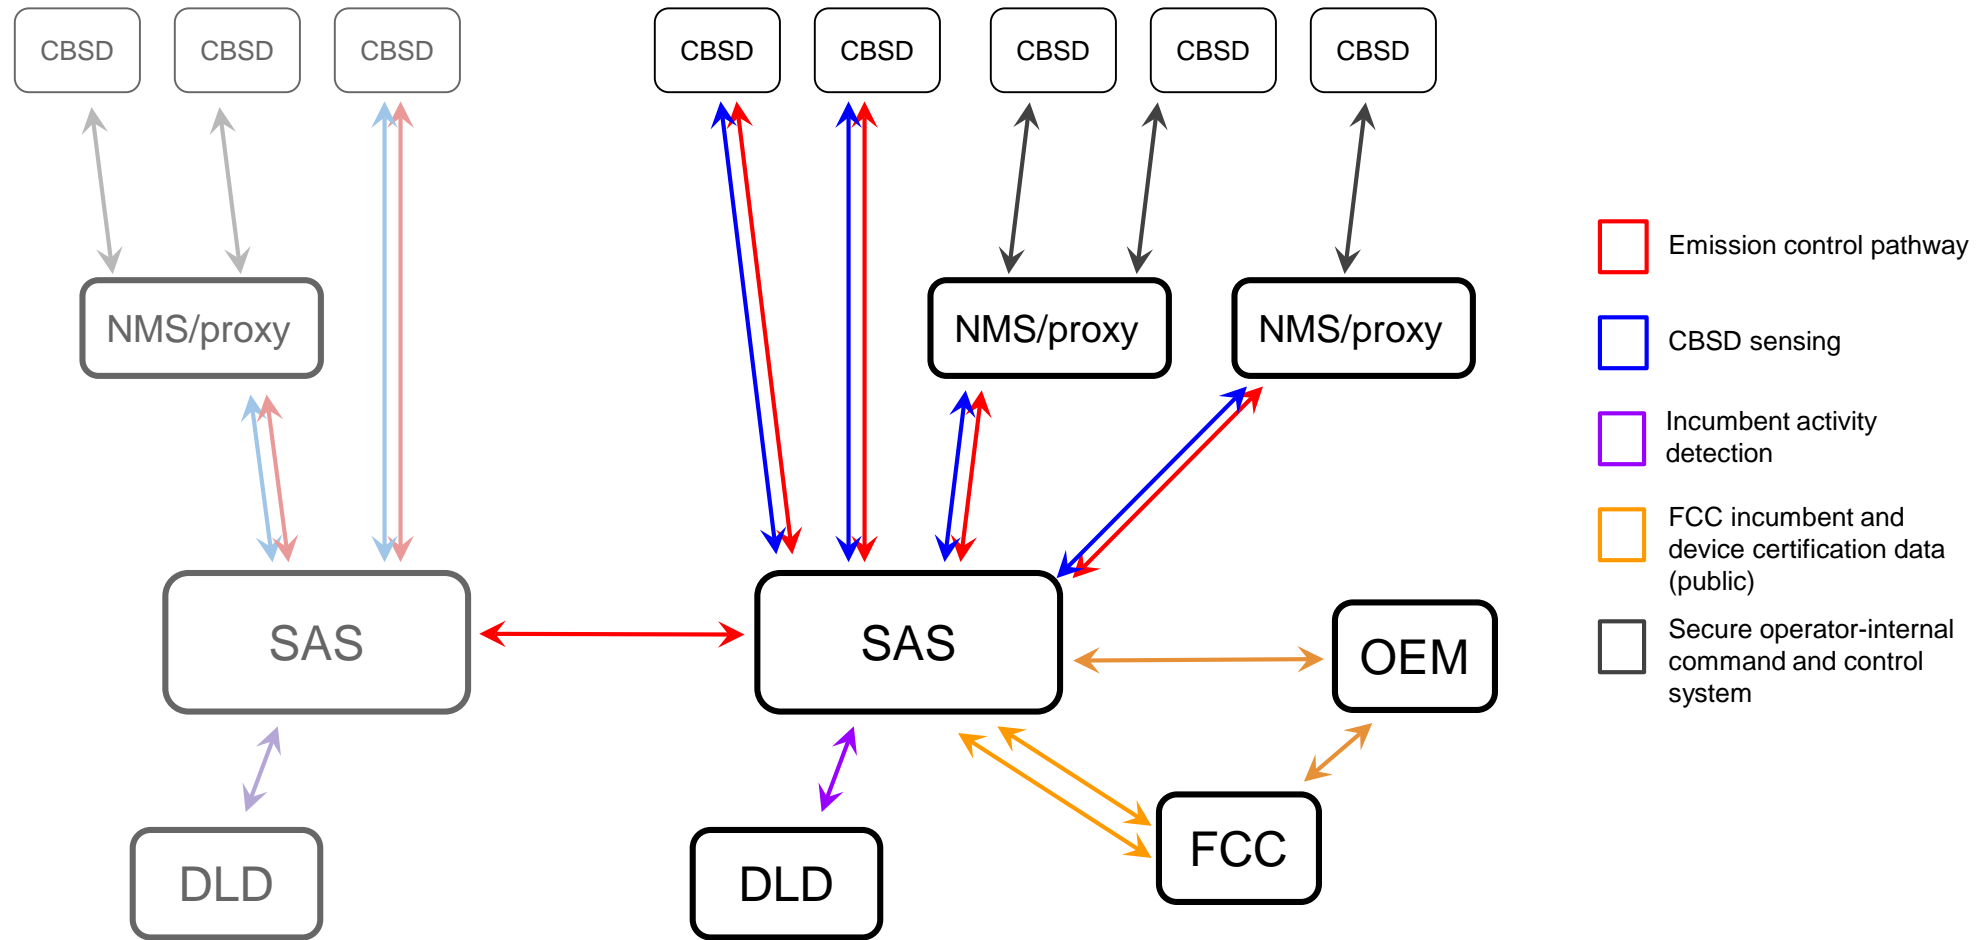 CBSD
CBSD
CBSD
CBSD
CBSD
CBSD
CBSD
CBSD
NMS/proxy
NMS/proxy
NMS/proxy
SAS
SAS
OEM
DLD
DLD
FCC
Emission control pathway
CBSD sensing
Incumbent activity
detection
FCC incumbent and
device certification data
(public)
Secure operator-internal
command and control
system